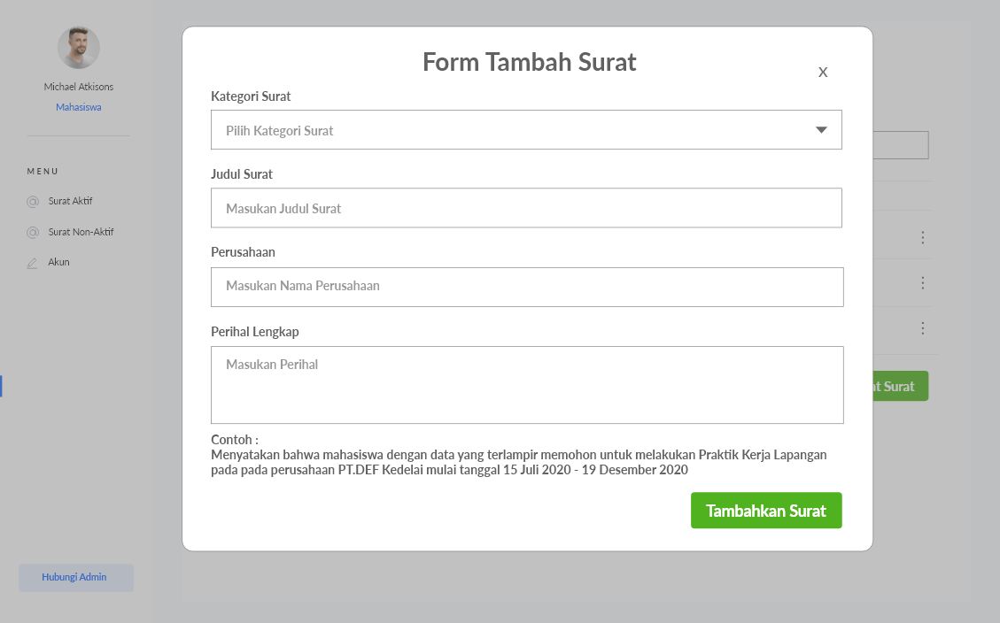 Michael Atkisons
Mahasiswa
MENU
Surat Aktif
Surat Non-Aktif
Akun
Hubungi Admin
Form Tambah Surat
X
Kategori Surat
Pilih Kategori Surat
Judul Surat
Masukan Judul Surat
Perusahaan
Masukan Nama Perusahaan
Perihal Lengkap
Masukan Perihal
Contoh :
Menyatakan bahwa mahasiswa dengan data yang terlampir memohon untuk melakukan Praktik Kerja Lapangan
pada pada perusahaan PT.DEF Kedelai mulai tanggal 15 Juli 2020 - 19 Desember 2020
Tambahkan Surat
Surat